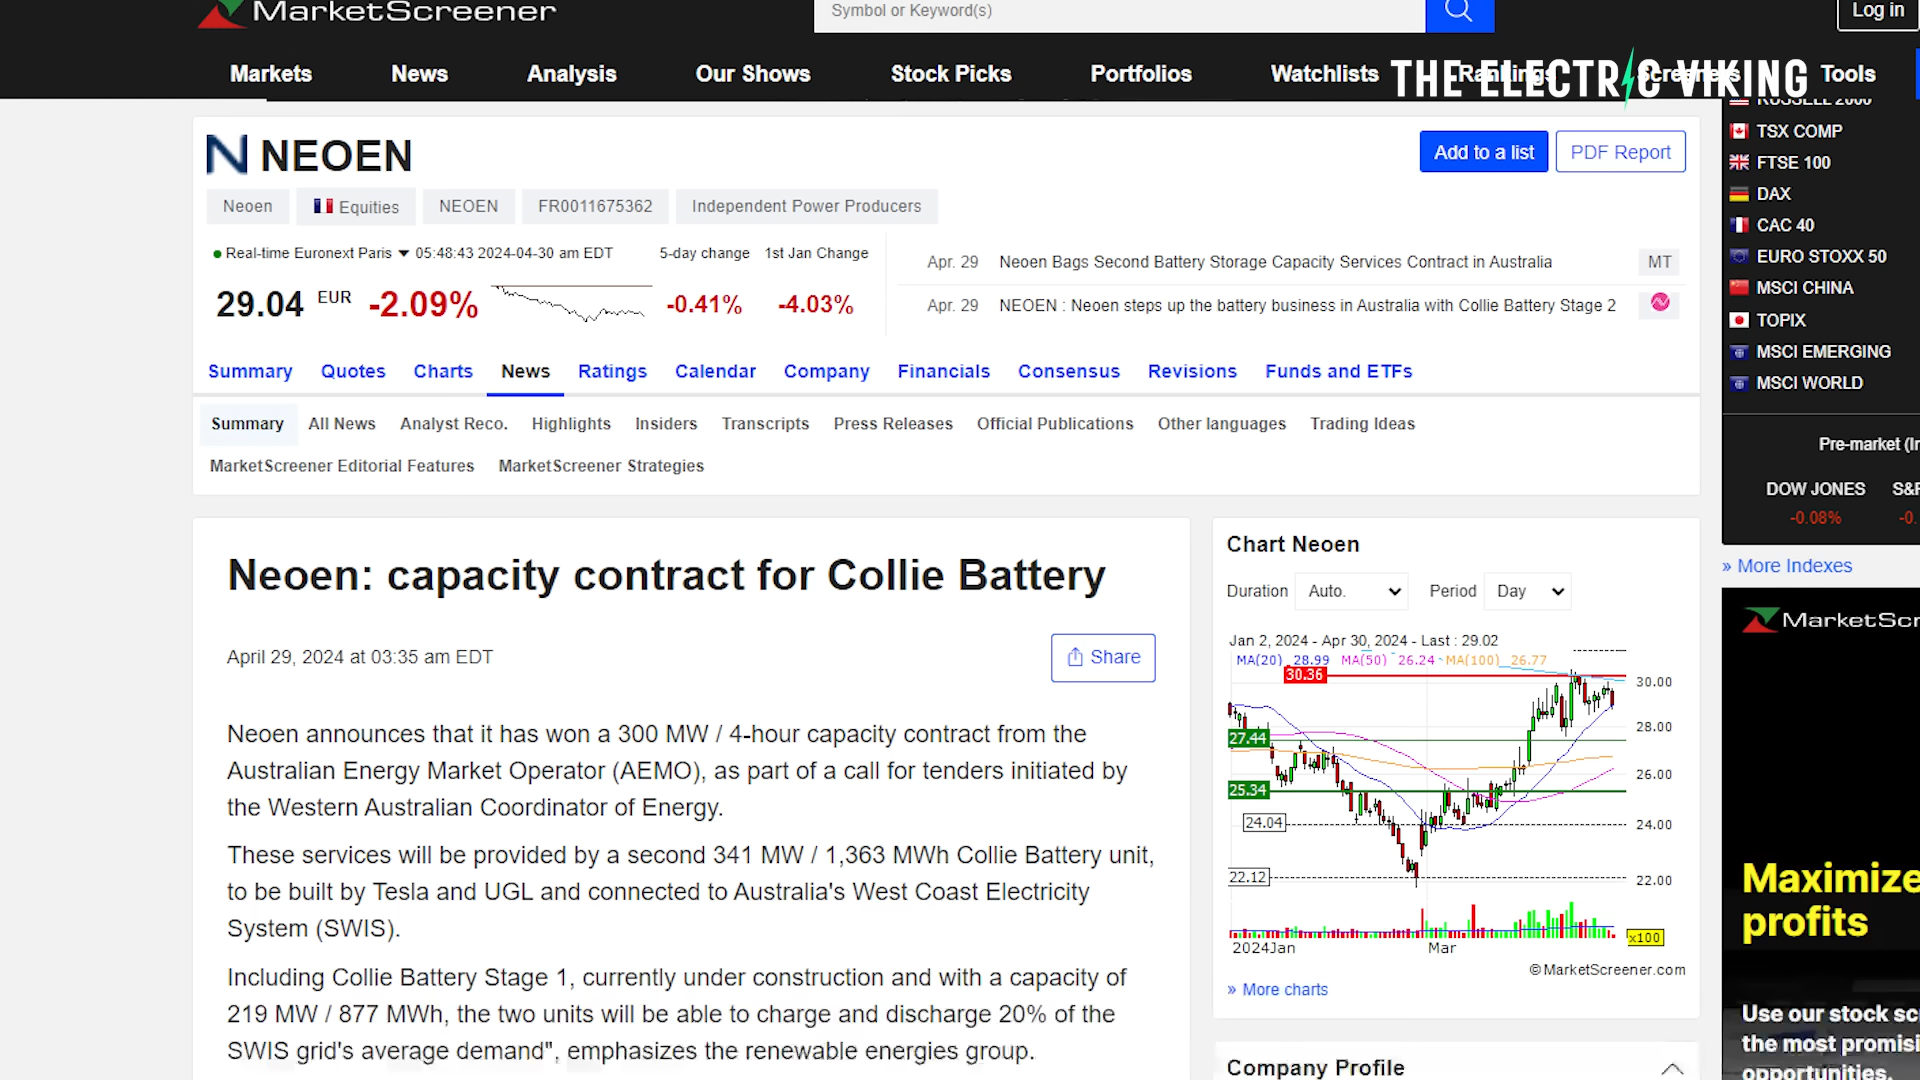 MarketScreener
Symbol or Keyword(s)
Log in
Markets News Analysis Our Shows Stock Picks Portfolios Watchlists Rankings Screeners Tools
THE ELECTRIC VIKING
NEOEN
Add to a list
PDF Report
Neoen Equities NEOEN FR0011675362 Independent Power Producers
Real-time Euronext Paris 05:48:43 2024-04-30 am EDT 5-day change 1st Jan Change
29.04 EUR -2.09% -0.41% -4.03%
Apr. 29 Neoen Bags Second Battery Storage Capacity Services Contract in Australia MT
Apr. 29 NEOEN : Neoen steps up the battery business in Australia with Collie Battery Stage 2
Summary Quotes Charts News Ratings Calendar Company Financials Consensus Revisions Funds and ETFs
Summary All News Analyst Reco. Highlights Insiders Transcripts Press Releases Official Publications Other languages Trading Ideas
MarketScreener Editorial Features MarketScreener Strategies
Neoen: capacity contract for Collie Battery
April 29, 2024 at 03:35 am EDT
Share
Neoen announces that it has won a 300 MW / 4-hour capacity contract from the
Australian Energy Market Operator (AEMO), as part of a call for tenders initiated by
the Western Australian Coordinator of Energy.
These services will be provided by a second 341 MW / 1,363 MWh Collie Battery unit,
to be built by Tesla and UGL and connected to Australia's West Coast Electricity
System (SWIS).
Including Collie Battery Stage 1, currently under construction and with a capacity of
219 MW / 877 MWh, the two units will be able to charge and discharge 20% of the
SWIS grid's average demand", emphasizes the renewable energies group.
Chart Neoen
Duration Auto. Period Day
Jan 2, 2024 - Apr 30, 2024 - Last : 29.02
MA(20) 28.99 MA(50) 26.24 MA(100) 26.77
30.36
27.44
25.34
24.04
22.12
30.00
28.00
26.00
24.00
22.00
x100
2024Jan Mar
©MarketScreener.com
» More charts
Company Profile
RUSSELL 2000
TSX COMP
FTSE 100
DAX
CAC 40
EURO STOXX 50
MSCI CHINA
TOPIX
MSCI EMERGING
MSCI WORLD
Pre-market (In
DOW JONES S&P
-0.08% -0.
» More Indexes
MarketScr
Maximize
profits
Use our stock sc
the most promisi
opportunities.